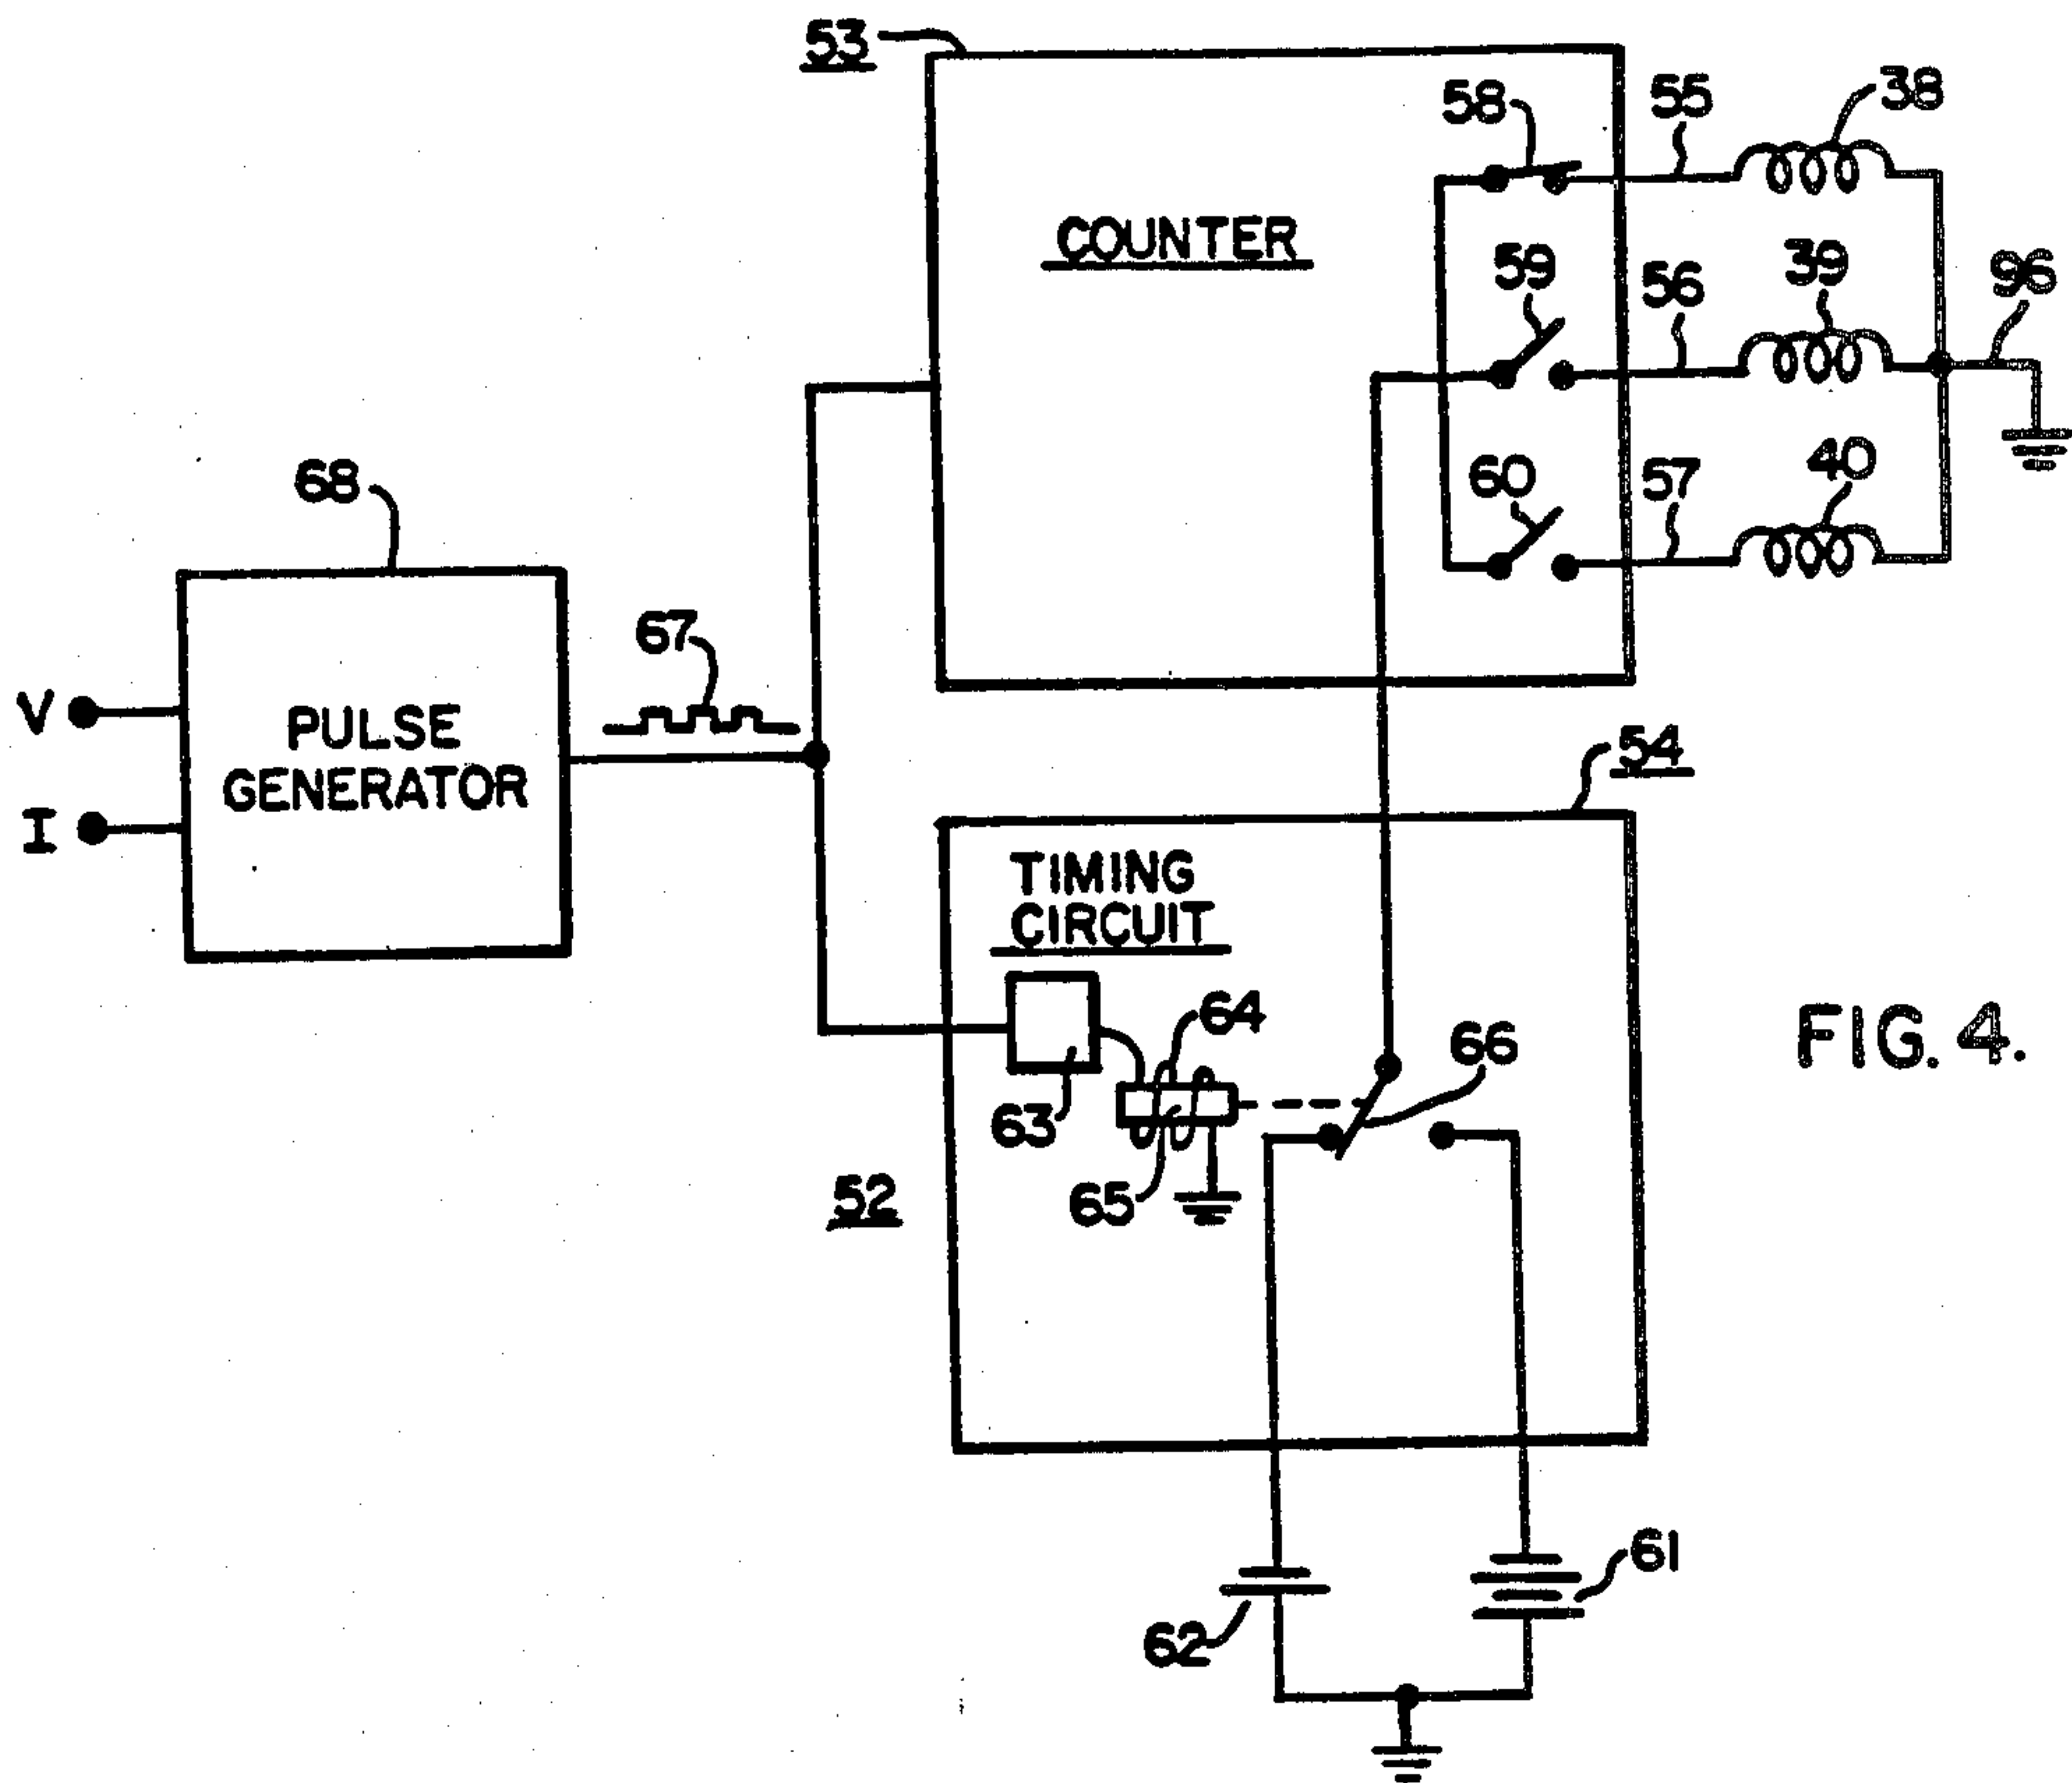 53
58
55
38
COUNTER
59
56
39
96
60
57
40
68
67
V
PULSE
GENERATOR
I
54
TIMING
CIRCUIT
64
66
63
65
52
FIG. 4.
61
62